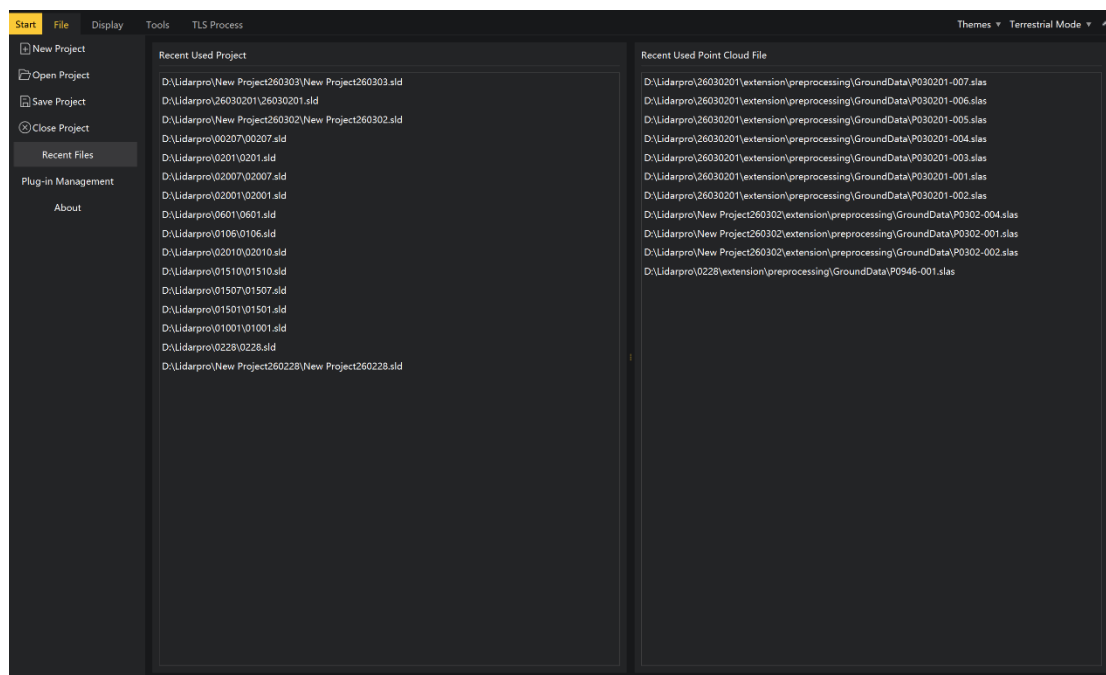 Start File Display Tools TLS Process Themes Terrestrial Mode
New Project
Open Project
Save Project
Close Project
Recent Files
Plug-in Management
About
Recent Used Project
D:\Lidarpro\New Project260303\New Project260303.sld
D:\Lidarpro\26030201\26030201.sld
D:\Lidarpro\New Project260302\New Project260302.sld
D:\Lidarpro\00207\00207.sld
D:\Lidarpro\0201\0201.sld
D:\Lidarpro\02007\02007.sld
D:\Lidarpro\02001\02001.sld
D:\Lidarpro\0601\0601.sld
D:\Lidarpro\0106\0106.sld
D:\Lidarpro\02010\02010.sld
D:\Lidarpro\01510\01510.sld
D:\Lidarpro\01507\01507.sld
D:\Lidarpro\01501\01501.sld
D:\Lidarpro\01001\01001.sld
D:\Lidarpro\0228\0228.sld
D:\Lidarpro\New Project260228\New Project260228.sld
Recent Used Point Cloud File
D:\Lidarpro\26030201\extension\preprocessing\GroundData\P030201-007.slas
D:\Lidarpro\26030201\extension\preprocessing\GroundData\P030201-006.slas
D:\Lidarpro\26030201\extension\preprocessing\GroundData\P030201-005.slas
D:\Lidarpro\26030201\extension\preprocessing\GroundData\P030201-004.slas
D:\Lidarpro\26030201\extension\preprocessing\GroundData\P030201-003.slas
D:\Lidarpro\26030201\extension\preprocessing\GroundData\P030201-001.slas
D:\Lidarpro\26030201\extension\preprocessing\GroundData\P030201-002.slas
D:\Lidarpro\New Project260302\extension\preprocessing\GroundData\P0302-004.slas
D:\Lidarpro\New Project260302\extension\preprocessing\GroundData\P0302-001.slas
D:\Lidarpro\New Project260302\extension\preprocessing\GroundData\P0302-002.slas
D:\Lidarpro\0228\extension\preprocessing\GroundData\P0946-001.slas